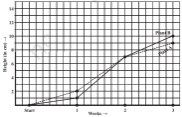 14
12
10
8
6
4
2
Height (in cm) →
Plant B
Plant A
Start
1
2
3
Weeks →